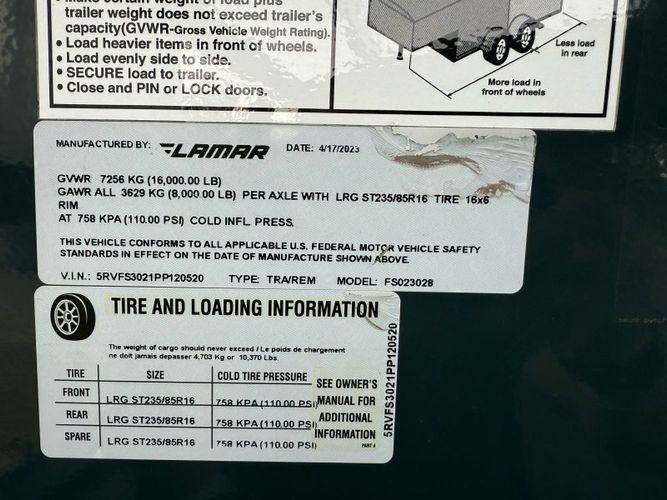 • Make certain weight of load plus
trailer weight does not exceed trailer's
capacity(GVWR-Gross Vehicle Weight Rating).
• Load heavier items in front of wheels.
• Load evenly side to side.
• SECURE load to trailer.
• Close and PIN or LOCK doors.
Less load
in rear
More load in
front of wheels
MANUFACTURED BY: LAMAR DATE: 4/17/2023
GVWR 7256 KG (16,000.00 LB)
GAWR ALL 3629 KG (8,000.00 LB) PER AXLE WITH LRG ST235/85R16 TIRE 16x6
RIM
AT 758 KPA (110.00 PSI) COLD INFL. PRESS.
THIS VEHICLE CONFORMS TO ALL APPLICABLE U.S. FEDERAL MOTOR VEHICLE SAFETY
STANDARDS IN EFFECT ON THE DATE OF MANUFACTURE SHOWN ABOVE.
V.I.N.: 5RVFS3021PP120520 TYPE: TRA/REM MODEL: FS023028
TIRE AND LOADING INFORMATION
The weight of cargo should never exceed / Le poids de chargement
ne doit jamais depasser 4,703 Kg or 10,370 Lbs.
TIRE SIZE COLD TIRE PRESSURE
FRONT LRG ST235/85R16 758 KPA (110.00 PSI)
REAR LRG ST235/85R16 758 KPA (110.00 PSI)
SPARE LRG ST235/85R16 758 KPA (110.00 PSI)
SEE OWNER'S
MANUAL FOR
ADDITIONAL
INFORMATION
PART #
5RVFS3021PP120520